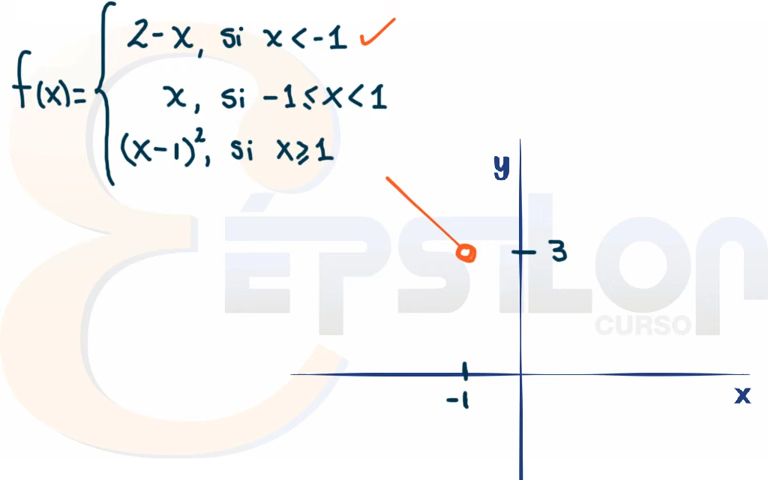 f(x)= { 2-x, si x<-1 ✓
x, si -1≤x<1
(x-1)², si x≥1
y
3
ÉPSILON
CURSO
-1
x